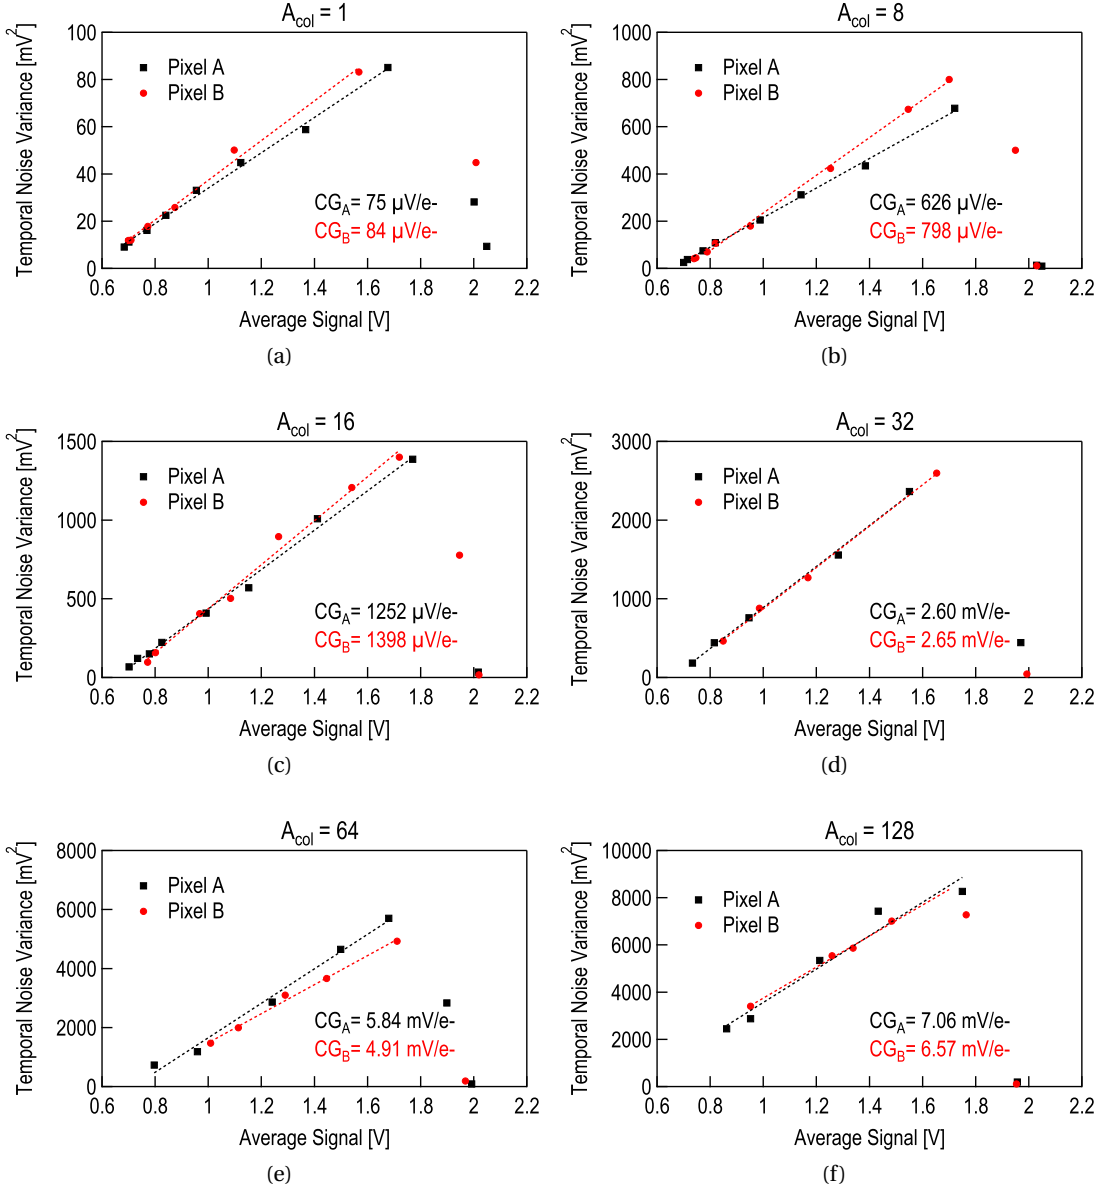 A_col = 1
Temporal Noise Variance [mV²]
100
80
60
40
20
0
Pixel A
Pixel B
CG_A= 75 µV/e-
CG_B= 84 µV/e-
0.6 0.8 1 1.2 1.4 1.6 1.8 2 2.2
Average Signal [V]
(a)
A_col = 8
Temporal Noise Variance [mV²]
1000
800
600
400
200
0
Pixel A
Pixel B
CG_A= 626 µV/e-
CG_B= 798 µV/e-
0.6 0.8 1 1.2 1.4 1.6 1.8 2 2.2
Average Signal [V]
(b)
A_col = 16
Temporal Noise Variance [mV²]
1500
1000
500
0
Pixel A
Pixel B
CG_A= 1252 µV/e-
CG_B= 1398 µV/e-
0.6 0.8 1 1.2 1.4 1.6 1.8 2 2.2
Average Signal [V]
(c)
A_col = 32
Temporal Noise Variance [mV²]
3000
2000
1000
0
Pixel A
Pixel B
CG_A= 2.60 mV/e-
CG_B= 2.65 mV/e-
0.6 0.8 1 1.2 1.4 1.6 1.8 2 2.2
Average Signal [V]
(d)
A_col = 64
Temporal Noise Variance [mV²]
8000
6000
4000
2000
0
Pixel A
Pixel B
CG_A= 5.84 mV/e-
CG_B= 4.91 mV/e-
0.6 0.8 1 1.2 1.4 1.6 1.8 2 2.2
Average Signal [V]
(e)
A_col = 128
Temporal Noise Variance [mV²]
10000
8000
6000
4000
2000
0
Pixel A
Pixel B
CG_A= 7.06 mV/e-
CG_B= 6.57 mV/e-
0.6 0.8 1 1.2 1.4 1.6 1.8 2 2.2
Average Signal [V]
(f)